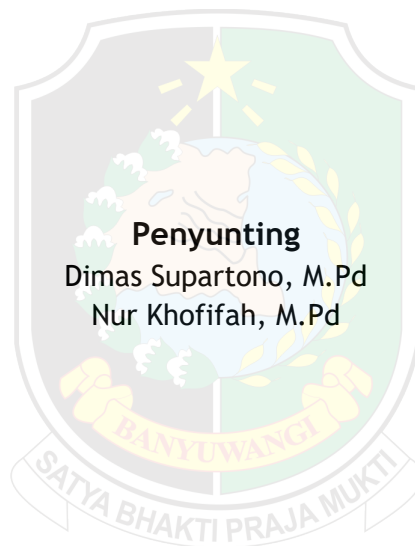 Penyunting
Dimas Supartono, M.Pd
Nur Khofifah, M.Pd
BANYUWANGI
SATYA BHAKTI PRAJA MUKTI